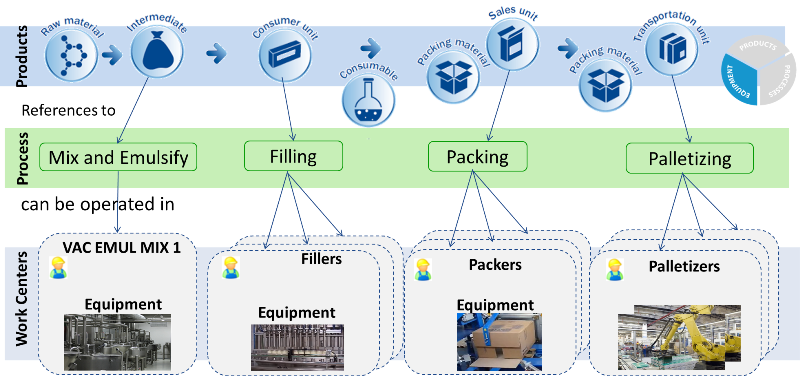 Products
Raw material
Intermediate
Consumer unit
Consumable
Packing material
Sales unit
Packing material
Transportation unit
PRODUCTS
PROCESSES
EQUIPMENT
References to
Process
Mix and Emulsify
Filling
Packing
Palletizing
can be operated in
Work Centers
VAC EMUL MIX 1
Equipment
Fillers
Equipment
Packers
Equipment
Palletizers